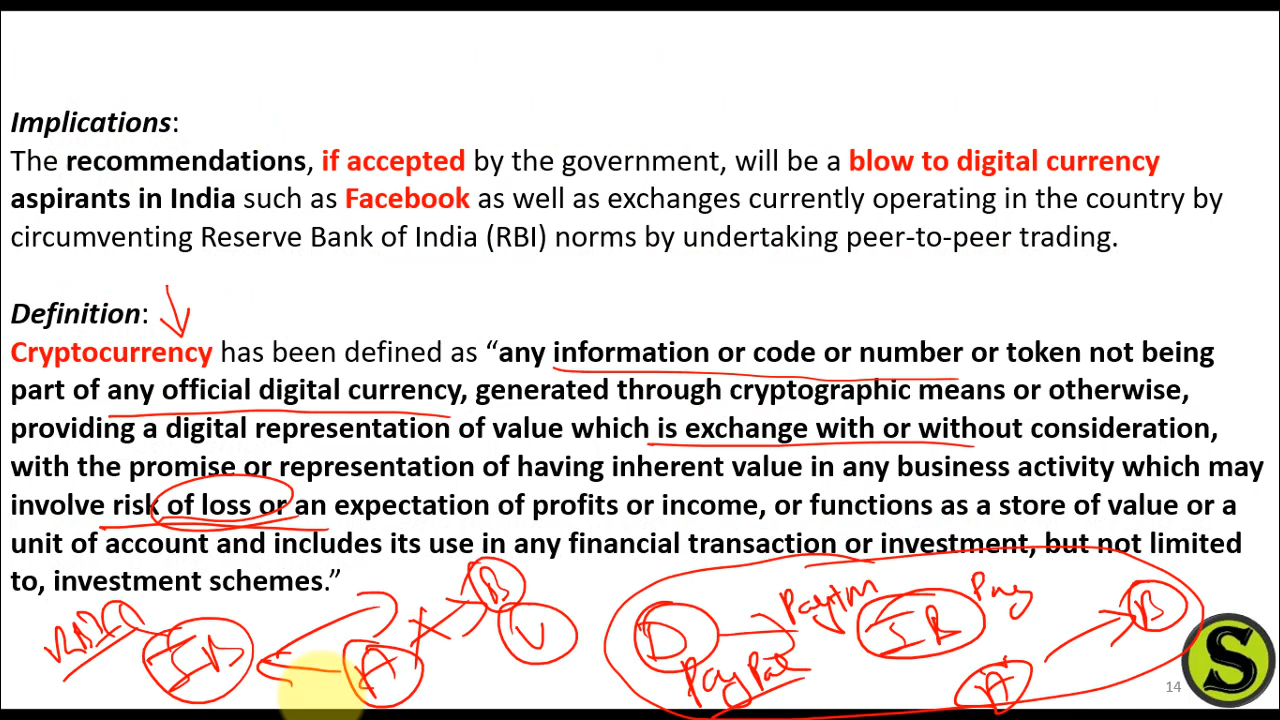 Implications:
The recommendations, if accepted by the government, will be a blow to digital currency
aspirants in India such as Facebook as well as exchanges currently operating in the country by
circumventing Reserve Bank of India (RBI) norms by undertaking peer-to-peer trading.
Definition:
Cryptocurrency has been defined as “any information or code or number or token not being
part of any official digital currency, generated through cryptographic means or otherwise,
providing a digital representation of value which is exchange with or without consideration,
with the promise or representation of having inherent value in any business activity which may
involve risk of loss or an expectation of profits or income, or functions as a store of value or a
unit of account and includes its use in any financial transaction or investment, but not limited
to, investment schemes.”
B
U
IB
A
D
Paytm
PayPal
IB
Pay
B
A
S
14